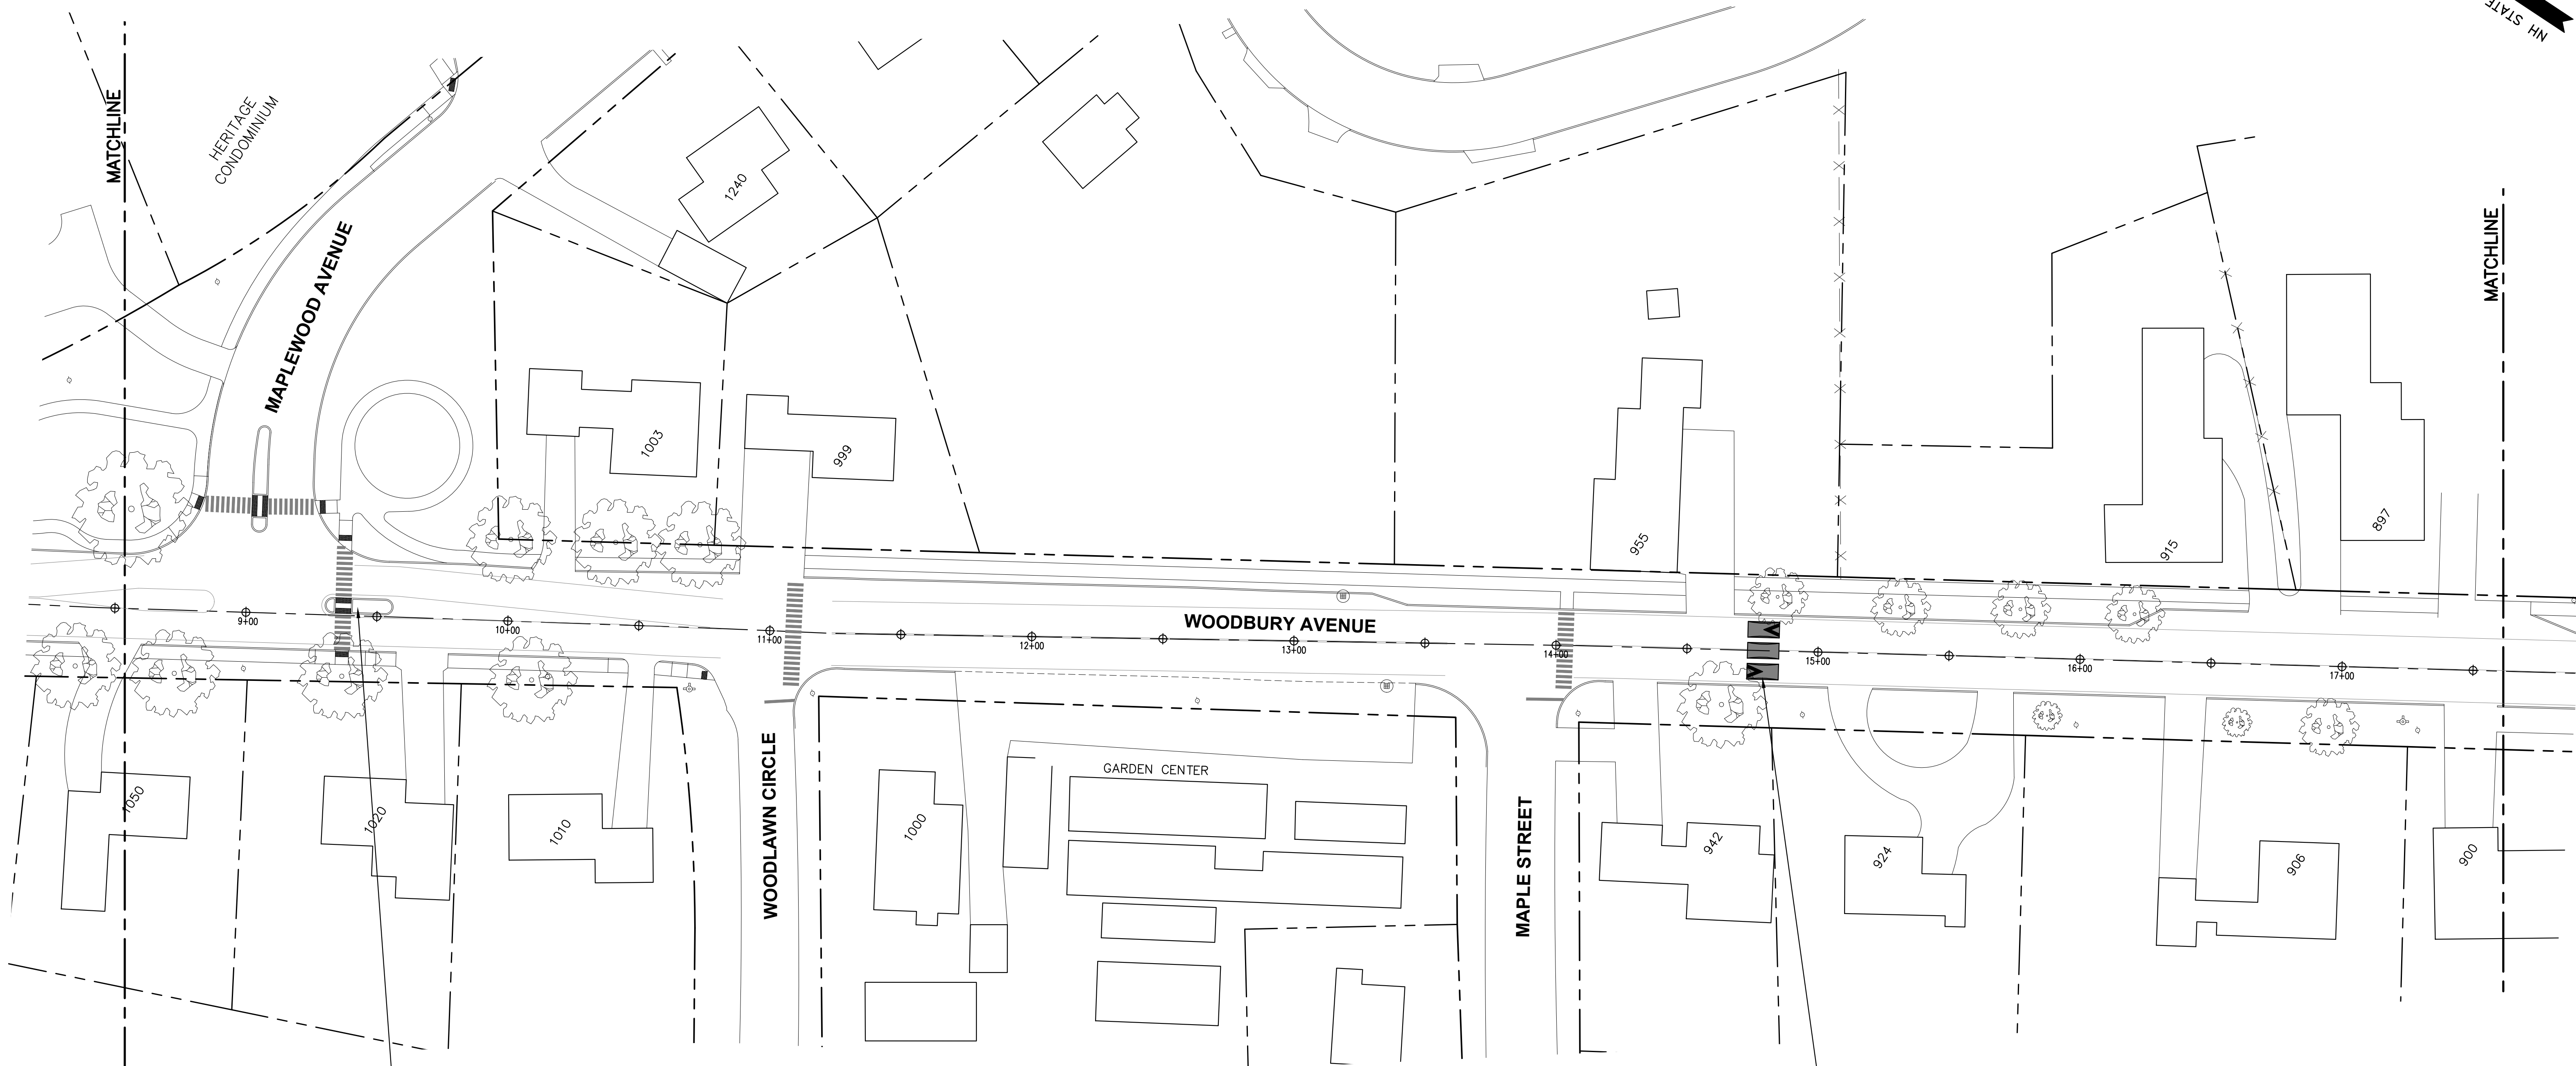 NH STATE
MATCHLINE
HERITAGE
CONDOMINIUM
MAPLEWOOD AVENUE
1240
MATCHLINE
1003
999
955
915
897
WOODBURY AVENUE
9+00
10+00
11+00
12+00
13+00
14+00
15+00
16+00
17+00
GARDEN CENTER
1050
1020
1010
WOODLAWN CIRCLE
1000
MAPLE STREET
942
924
906
900